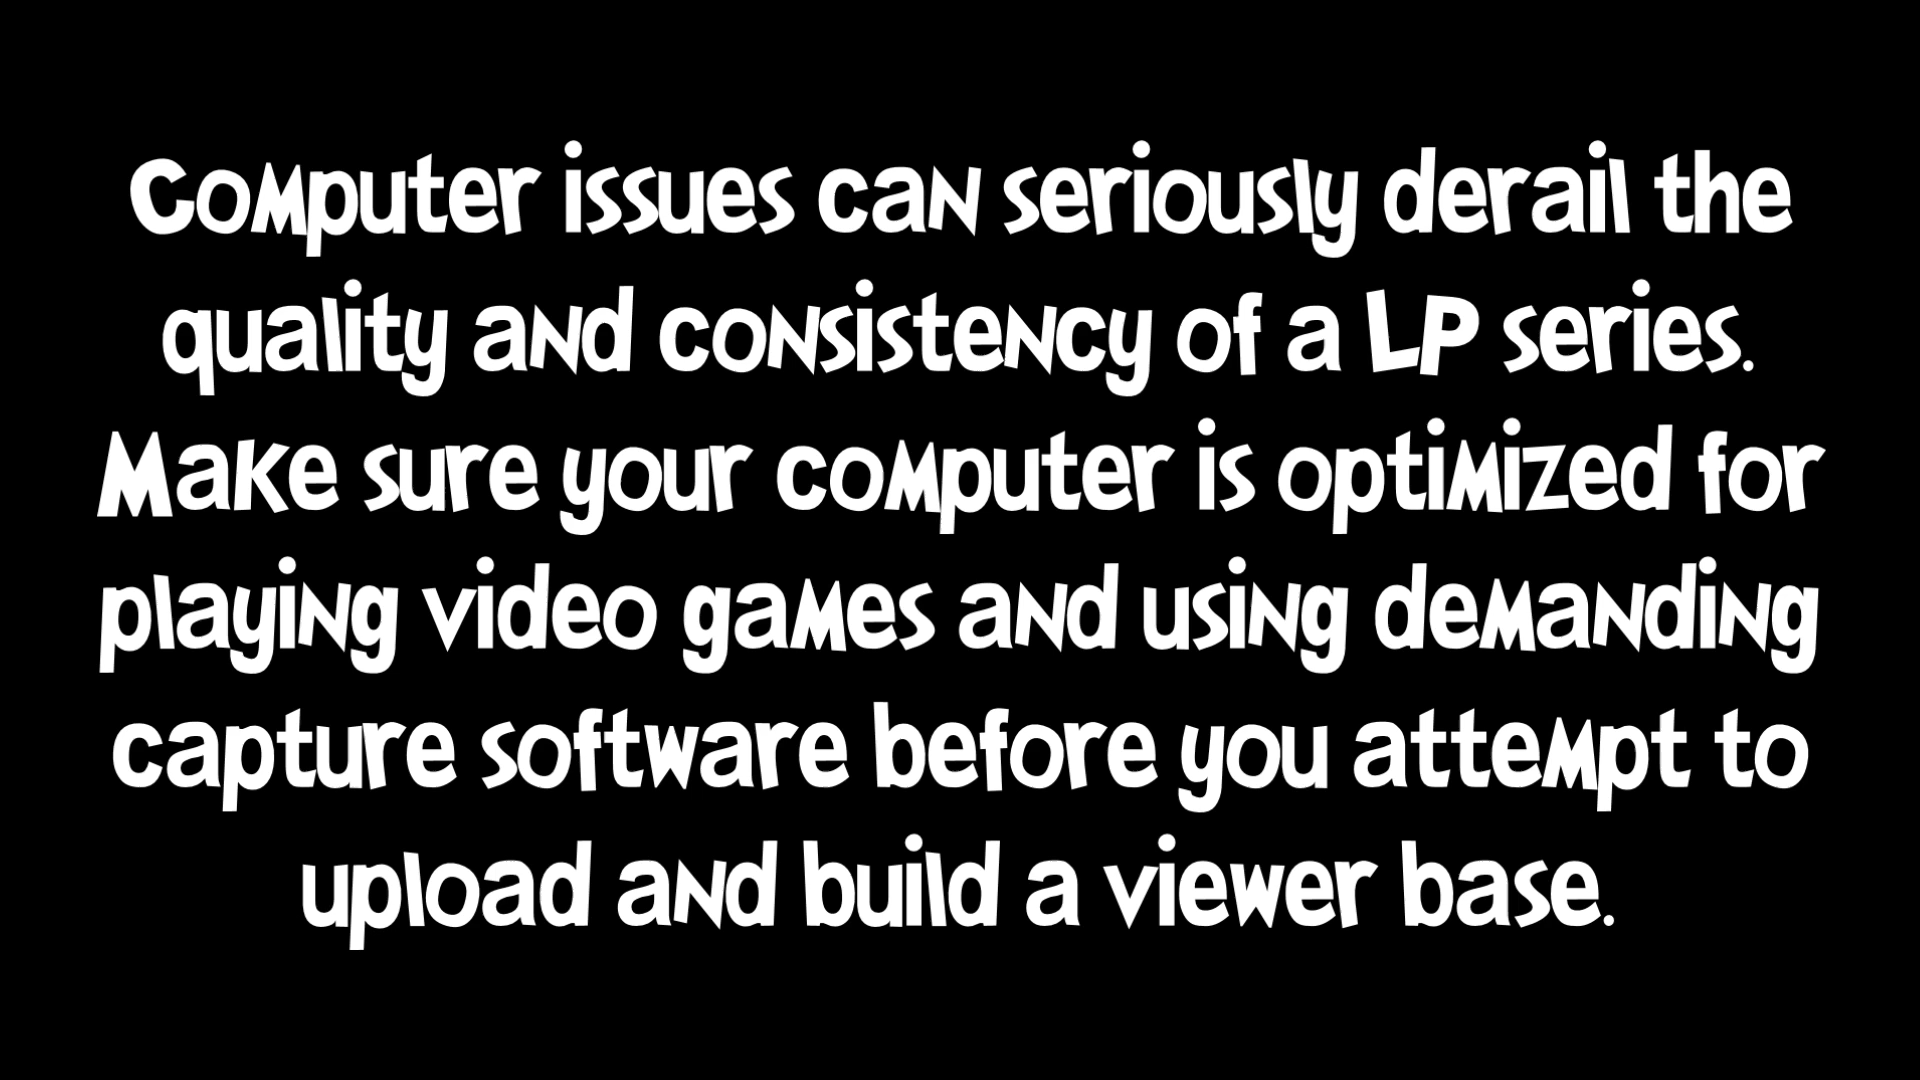 Computer issues can seriously derail the
quality and consistency of a LP series.
Make sure your computer is optimized for
playing video games and using demanding
capture software before you attempt to
upload and build a viewer base.